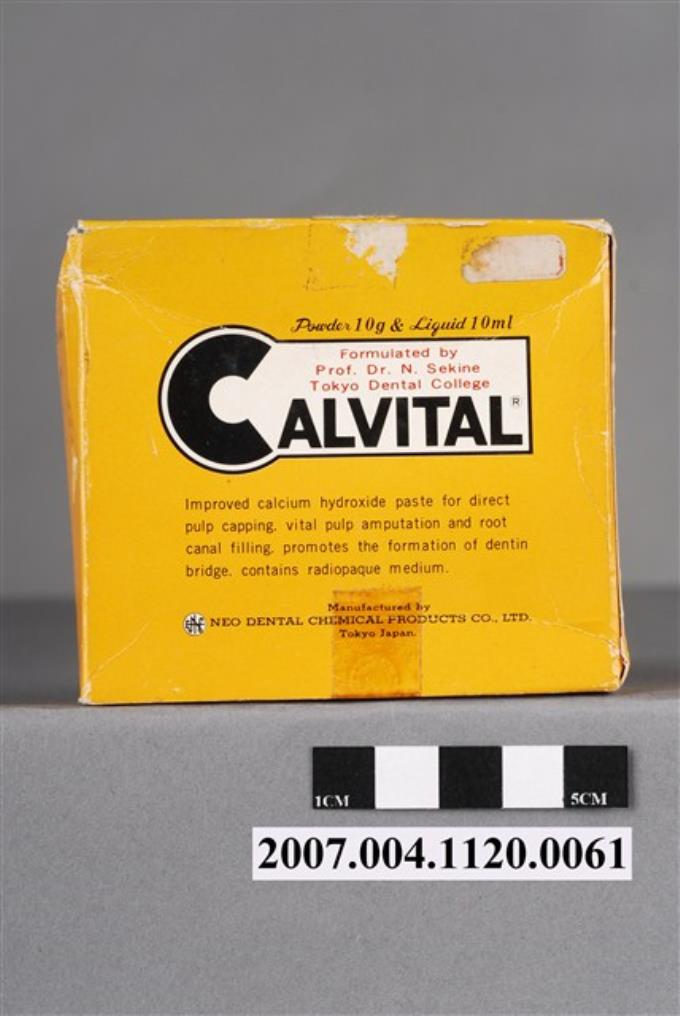 Powder 10g & Liquid 10ml
Formulated by
Prof. Dr. N. Sekine
Tokyo Dental College
CALVITAL®
Improved calcium hydroxide paste for direct
pulp capping. vital pulp amputation and root
canal filling. promotes the formation of dentin
bridge. contains radiopaque medium.
Manufactured by
NEO DENTAL CHEMICAL PRODUCTS CO., LTD.
Tokyo Japan.
1CM 5CM
2007.004.1120.0061